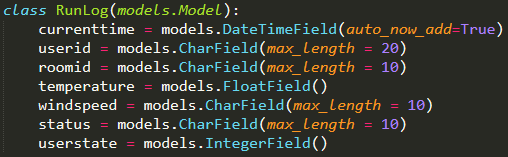 class RunLog(models.Model):
    currenttime = models.DateTimeField(auto_now_add=True)
    userid = models.CharField(max_length = 20)
    roomid = models.CharField(max_length = 10)
    temperature = models.FloatField()
    windspeed = models.CharField(max_length = 10)
    status = models.CharField(max_length = 10)
    userstate = models.IntegerField()